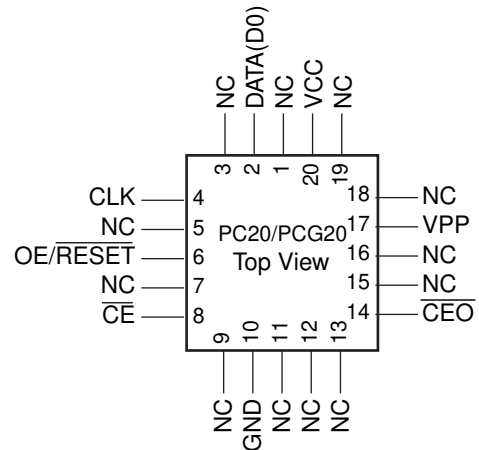 NC
DATA(D0)
NC
VCC
NC
3
2
1
20
19
CLK 4
NC 5
OE/RESET 6
NC 7
CE 8
PC20/PCG20
Top View
18 NC
17 VPP
16 NC
15 NC
14 CEO
9
10
11
12
13
NC
GND
NC
NC
NC